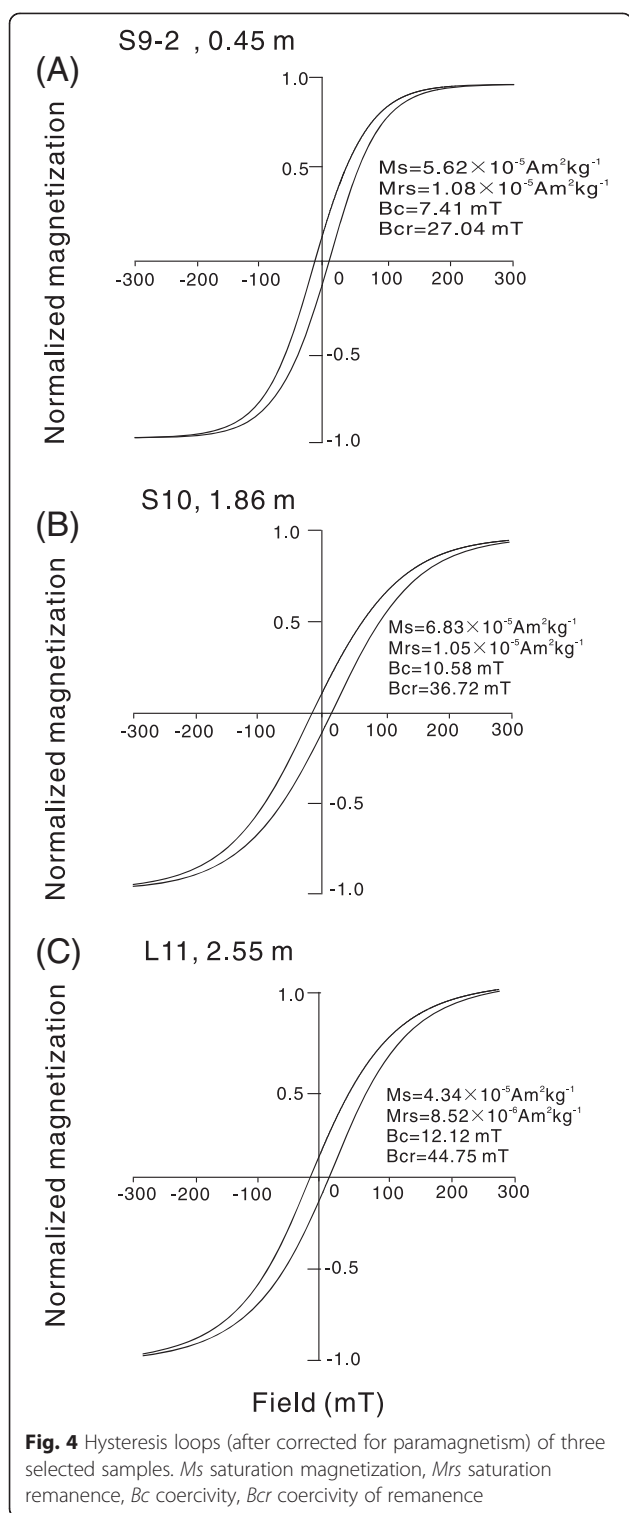 S9-2 , 0.45 m
(A)
Normalized magnetization
1.0
0.5
Ms=5.62×10⁻⁵Am²kg⁻¹
Mrs=1.08×10⁻⁵Am²kg⁻¹
Bc=7.41 mT
Bcr=27.04 mT
-300 -200 -100 0 100 200 300
-0.5
-1.0
S10, 1.86 m
(B)
Normalized magnetization
1.0
0.5
Ms=6.83×10⁻⁵Am²kg⁻¹
Mrs=1.05×10⁻⁵Am²kg⁻¹
Bc=10.58 mT
Bcr=36.72 mT
-300 -200 -100 0 100 200 300
-0.5
-1.0
(C)
L11, 2.55 m
Normalized magnetization
1.0
0.5
Ms=4.34×10⁻⁵Am²kg⁻¹
Mrs=8.52×10⁻⁶Am²kg⁻¹
Bc=12.12 mT
Bcr=44.75 mT
-300 -200 -100 0 100 200 300
-0.5
-1.0
Field (mT)
Fig. 4 Hysteresis loops (after corrected for paramagnetism) of three
selected samples. Ms saturation magnetization, Mrs saturation
remanence, Bc coercivity, Bcr coercivity of remanence